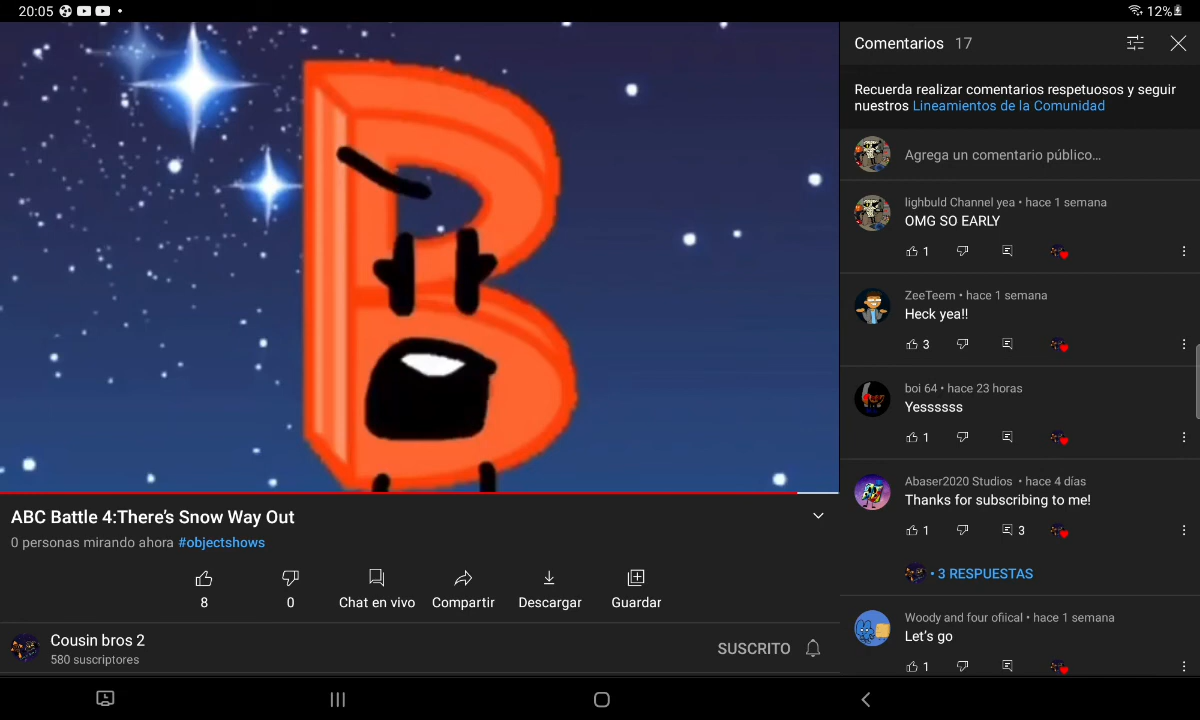 20:05
12%
Comentarios 17
Recuerda realizar comentarios respetuosos y seguir
nuestros Lineamientos de la Comunidad
Agrega un comentario público...
lighbuld Channel yea • hace 1 semana
OMG SO EARLY
1
ZeeTeem • hace 1 semana
Heck yea!!
3
boi 64 • hace 23 horas
Yessssss
1
Abaser2020 Studios • hace 4 días
Thanks for subscribing to me!
1 3
• 3 RESPUESTAS
Woody and four ofiical • hace 1 semana
Let's go
1
B
ABC Battle 4:There's Snow Way Out
0 personas mirando ahora #objectshows
8 0 Chat en vivo Compartir Descargar Guardar
Cousin bros 2
580 suscriptores
SUSCRITO